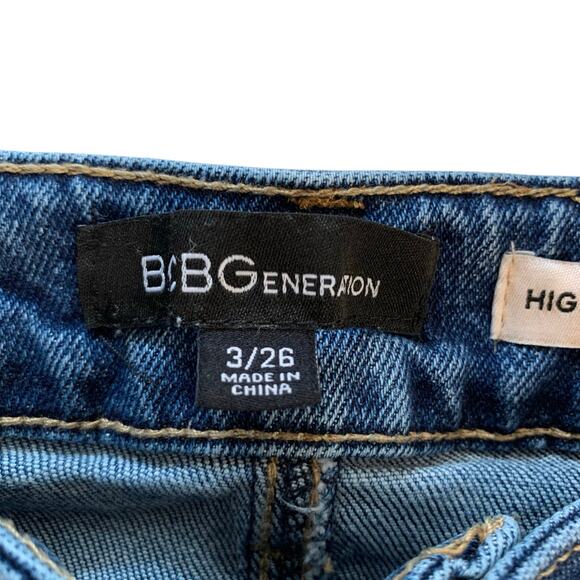 BCBGENERATION
HIG
3/26
MADE IN
CHINA